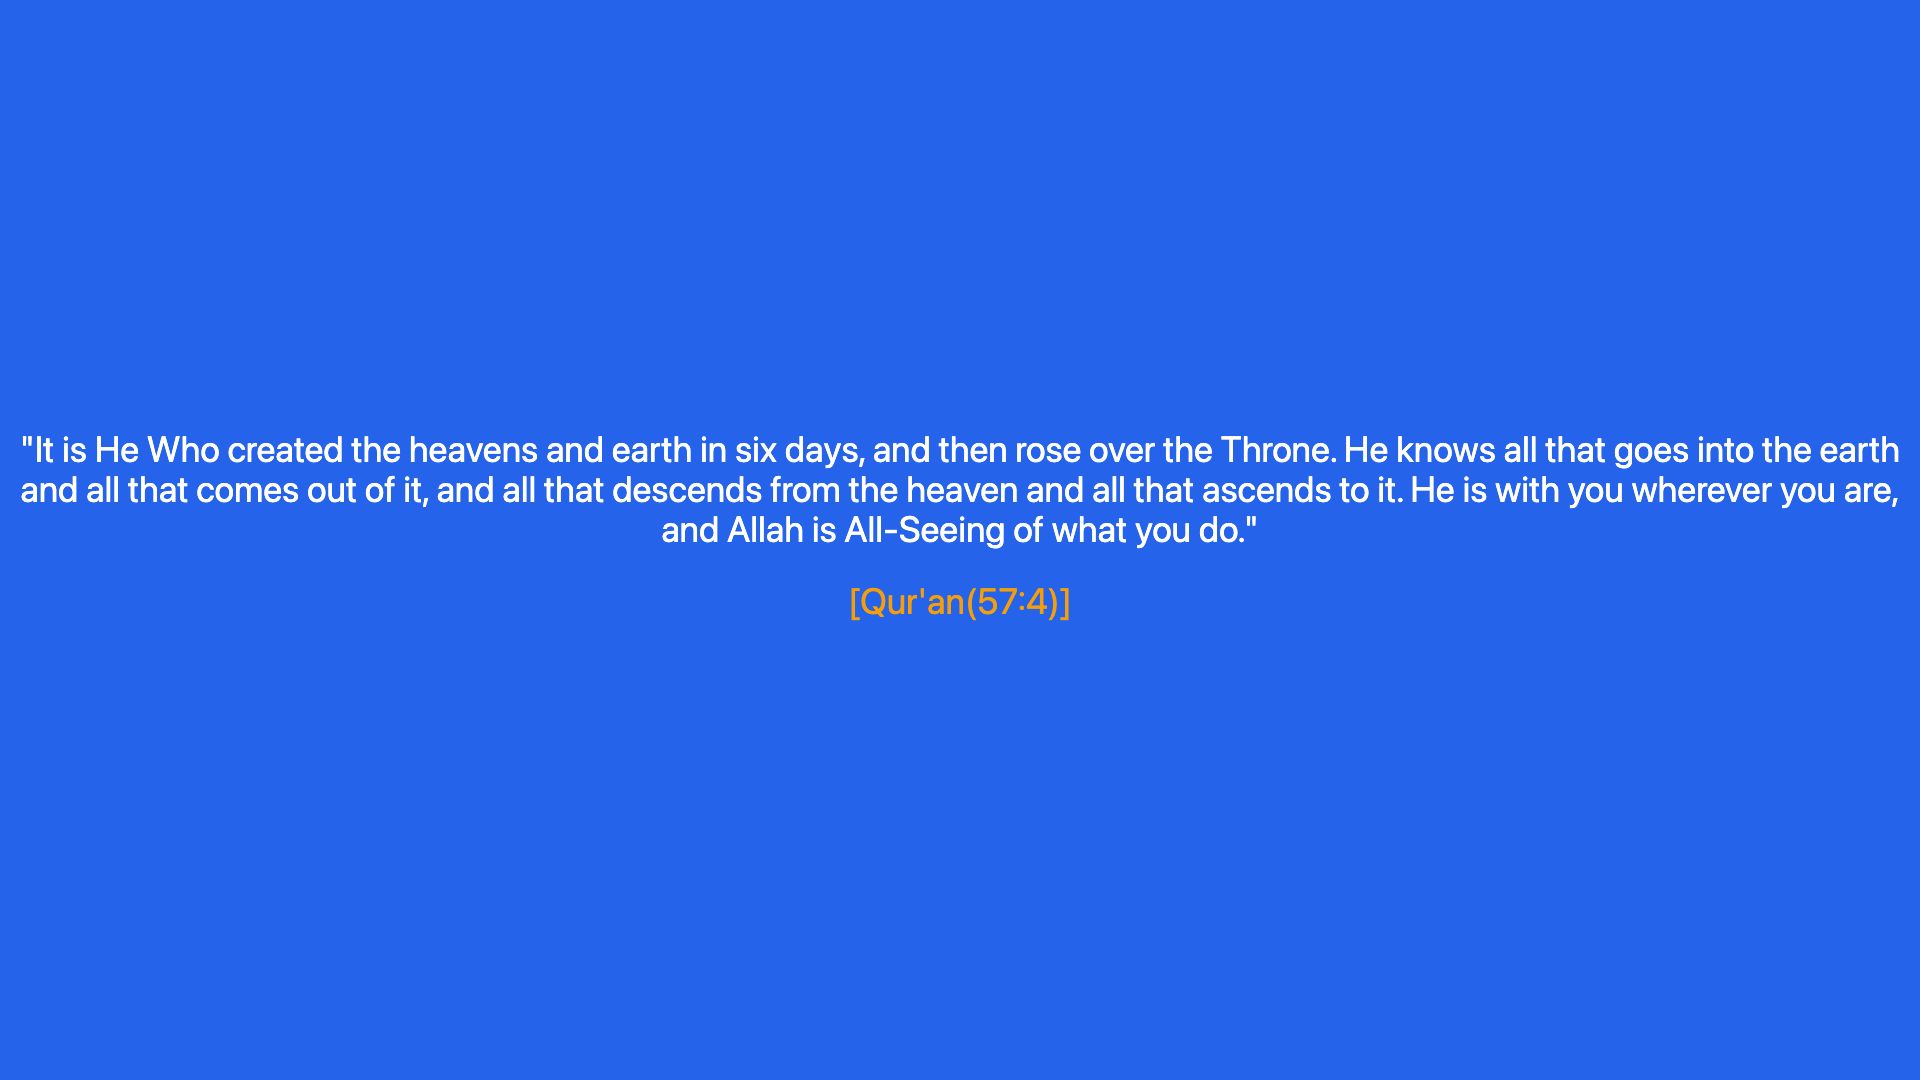 "It is He Who created the heavens and earth in six days, and then rose over the Throne. He knows all that goes into the earth
and all that comes out of it, and all that descends from the heaven and all that ascends to it. He is with you wherever you are,
and Allah is All-Seeing of what you do."
[Qur'an(57:4)]